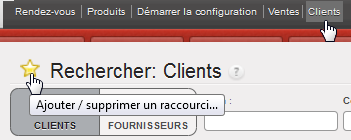 Rendez-vous | Produits | Démarrer la configuration | Ventes | Clients
Rechercher: Clients ?
Ajouter / supprimer un raccourci...
CLIENTS FOURNISSEURS